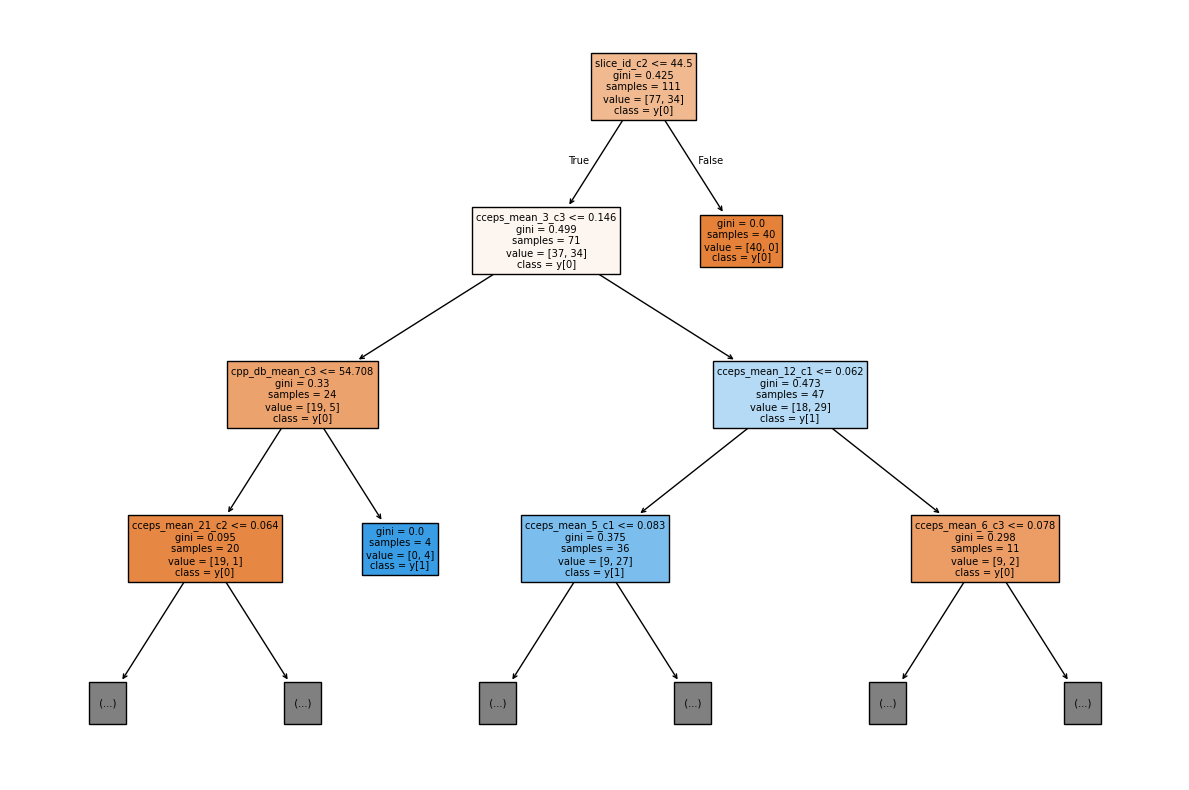 slice_id_c2 <= 44.5
gini = 0.425
samples = 111
value = [77, 34]
class = y[0]
True
False
cceps_mean_3_c3 <= 0.146
gini = 0.499
samples = 71
value = [37, 34]
class = y[0]
gini = 0.0
samples = 40
value = [40, 0]
class = y[0]
cpp_db_mean_c3 <= 54.708
gini = 0.33
samples = 24
value = [19, 5]
class = y[0]
cceps_mean_12_c1 <= 0.062
gini = 0.473
samples = 47
value = [18, 29]
class = y[1]
cceps_mean_21_c2 <= 0.064
gini = 0.095
samples = 20
value = [19, 1]
class = y[0]
gini = 0.0
samples = 4
value = [0, 4]
class = y[1]
cceps_mean_5_c1 <= 0.083
gini = 0.375
samples = 36
value = [9, 27]
class = y[1]
cceps_mean_6_c3 <= 0.078
gini = 0.298
samples = 11
value = [9, 2]
class = y[0]
(...)
(...)
(...)
(...)
(...)
(...)